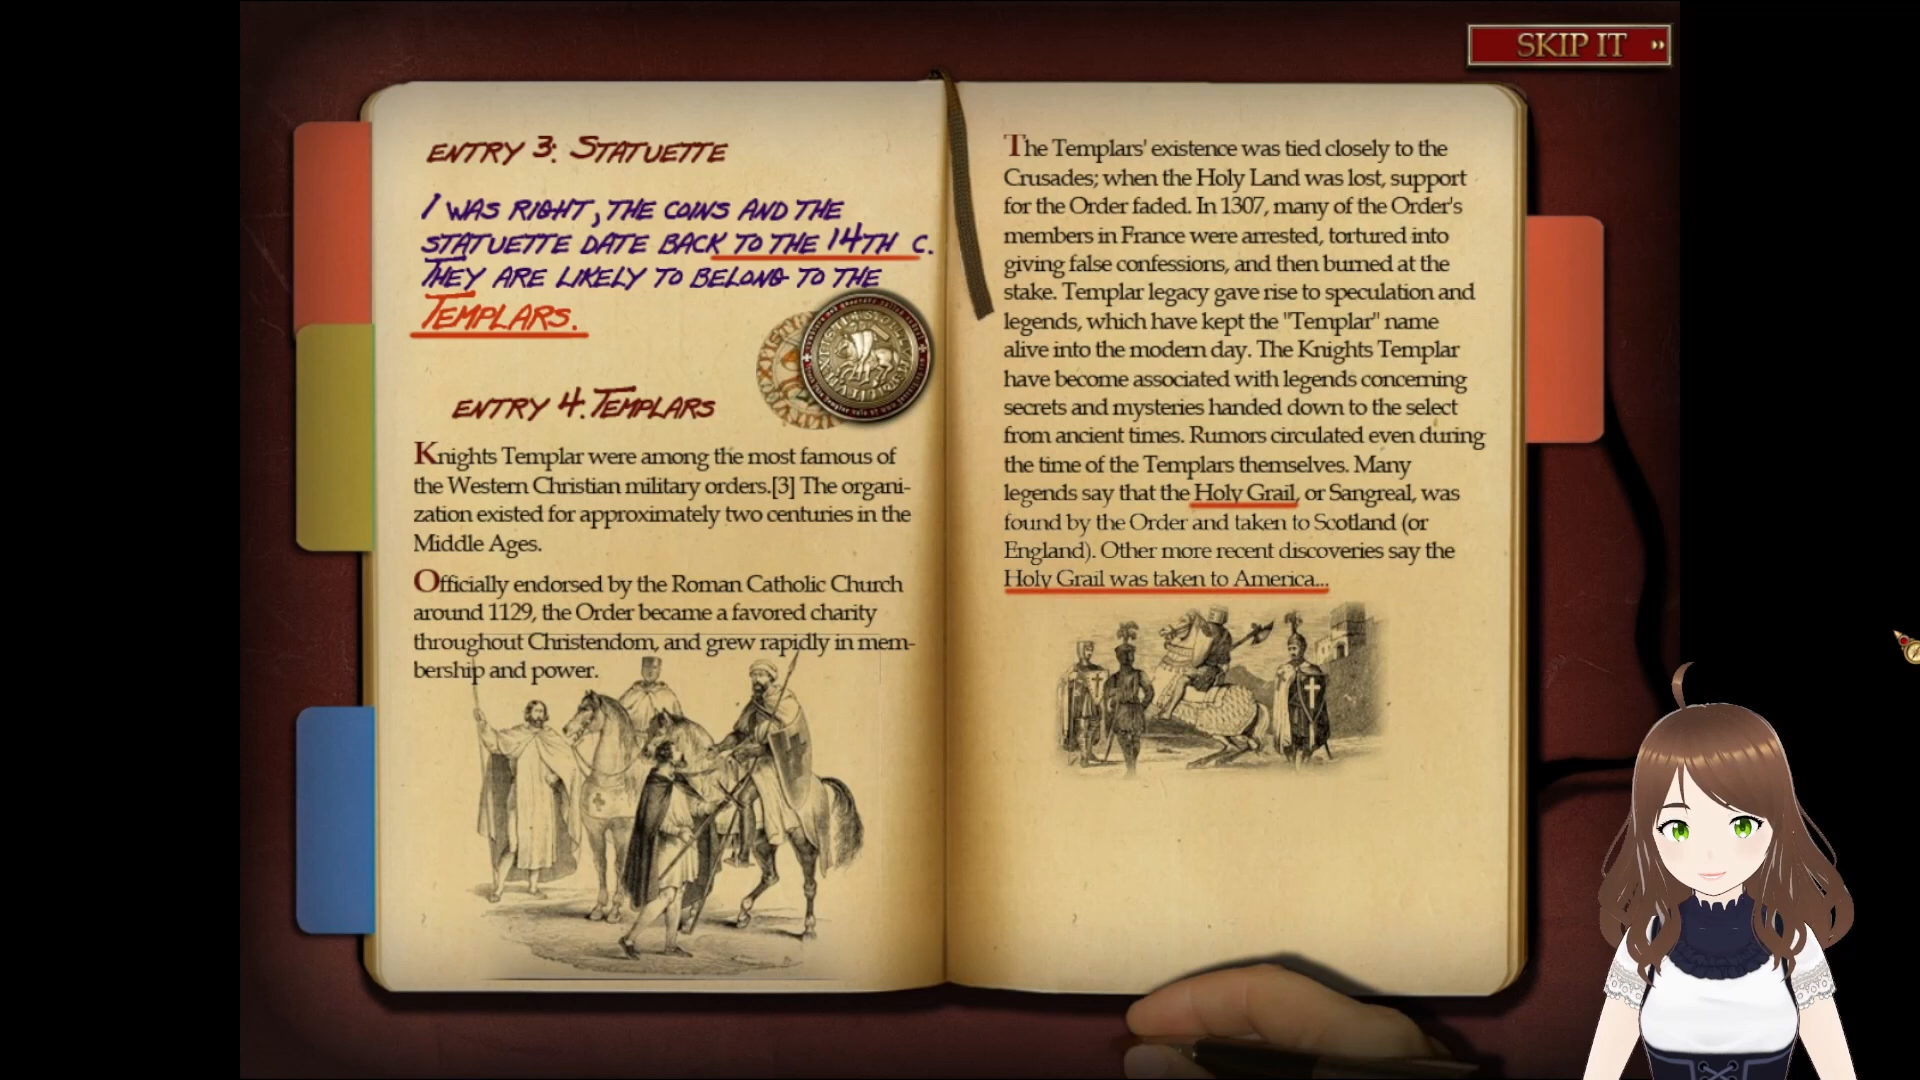 SKIP IT
ENTRY 3: STATUETTE
I WAS RIGHT, THE COINS AND THE
STATUETTE DATE BACK TO THE 14TH C.
THEY ARE LIKELY TO BELONG TO THE
TEMPLARS.
ENTRY 4. TEMPLARS
Knights Templar were among the most famous of
the Western Christian military orders.[3] The organi-
zation existed for approximately two centuries in the
Middle Ages.
Officially endorsed by the Roman Catholic Church
around 1129, the Order became a favored charity
throughout Christendom, and grew rapidly in mem-
bership and power.
The Templars' existence was tied closely to the
Crusades; when the Holy Land was lost, support
for the Order faded. In 1307, many of the Order's
members in France were arrested, tortured into
giving false confessions, and then burned at the
stake. Templar legacy gave rise to speculation and
legends, which have kept the "Templar" name
alive into the modern day. The Knights Templar
have become associated with legends concerning
secrets and mysteries handed down to the select
from ancient times. Rumors circulated even during
the time of the Templars themselves. Many
legends say that the Holy Grail, or Sangreal, was
found by the Order and taken to Scotland (or
England). Other more recent discoveries say the
Holy Grail was taken to America...